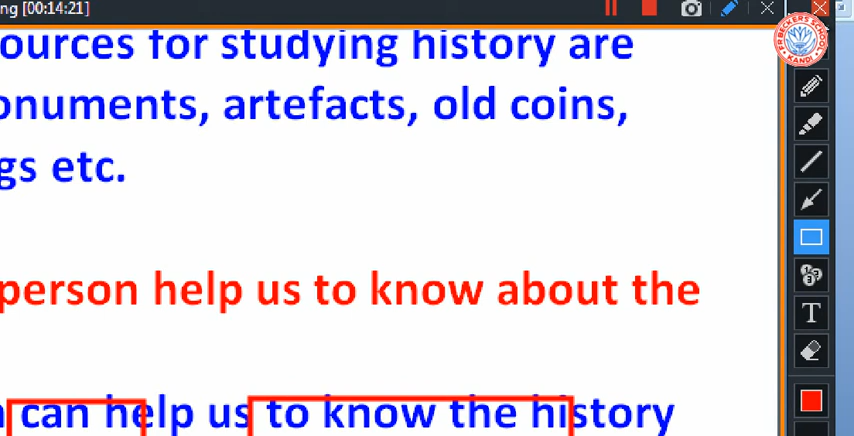 ng [00:14:21]
ources for studying history are
onuments, artefacts, old coins,
gs etc.
person help us to know about the
can help us to know the history
T